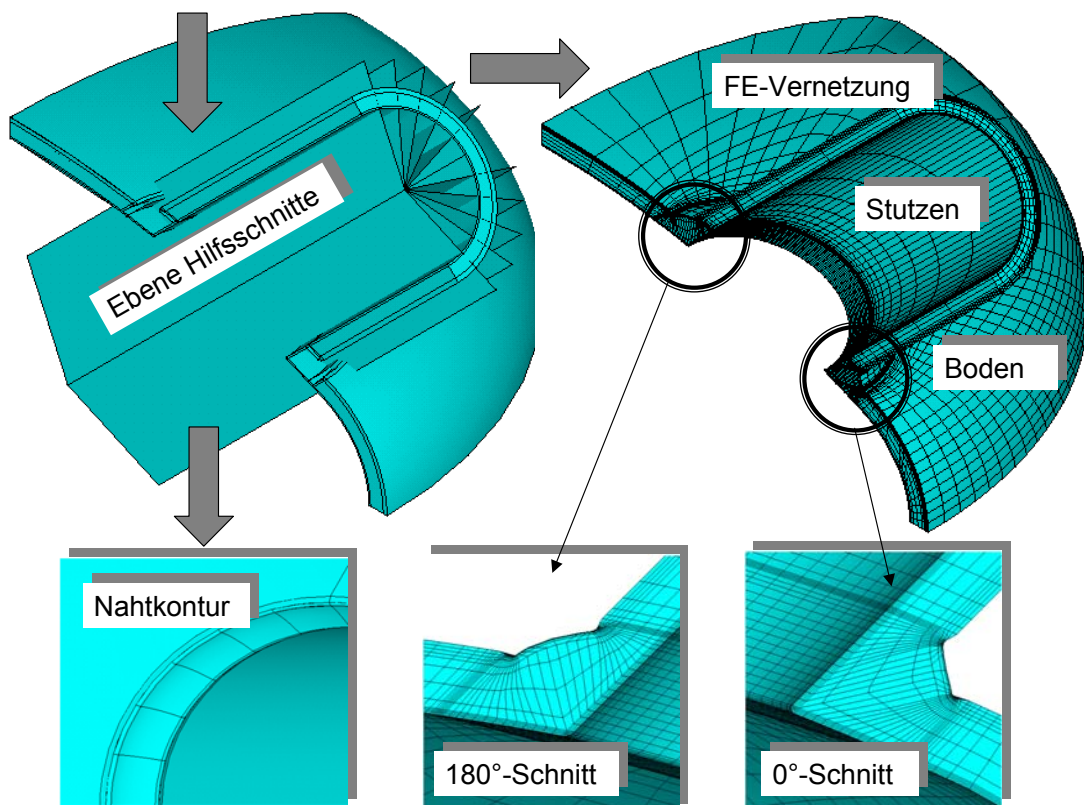 FE-Vernetzung
Ebene Hilfsschnitte
Stutzen
Boden
Nahtkontur
180°-Schnitt
0°-Schnitt